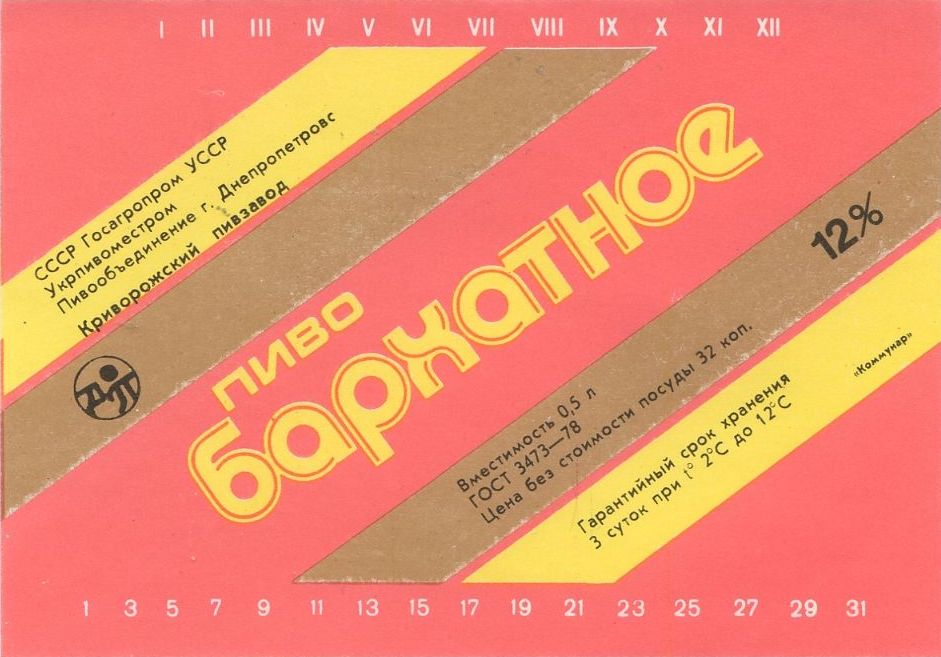 I II III IV V VI VII VIII IX X XI XII
СССР Госагропром УССР
Укрпивоместром
Пивообъединение г. Днепропетровс
Криворожский пивзавод
ДП
пиво
бархатное
12%
Вместимость 0,5 л
ГОСТ 3473—78
Цена без стоимости посуды 32 коп.
Гарантийный срок хранения
3 суток при t° 2°С до 12°С
«Коммунар»
1 3 5 7 9 11 13 15 17 19 21 23 25 27 29 31